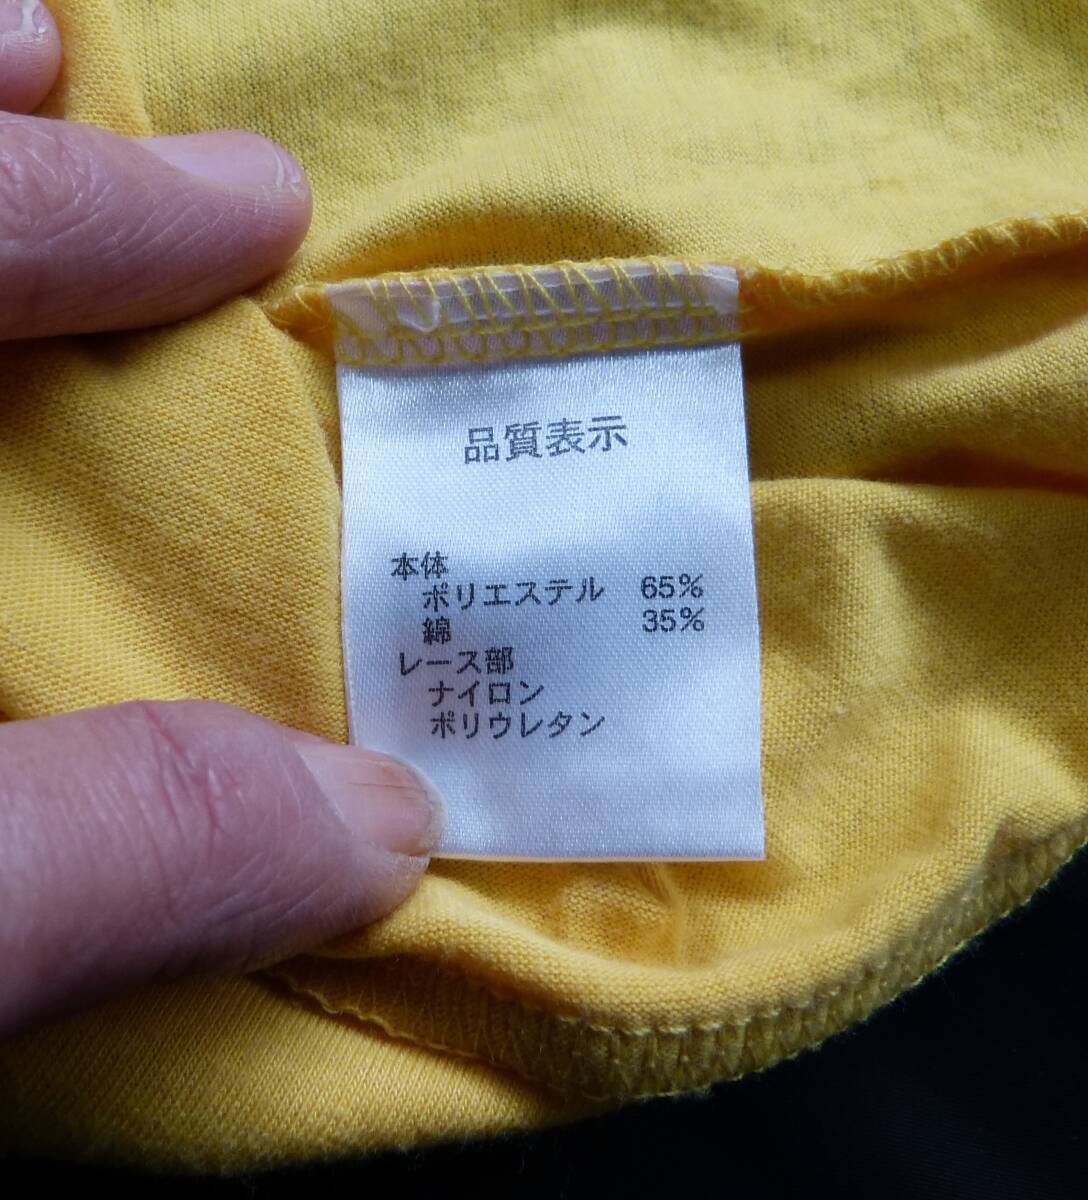 品質表示
本体
ポリエステル 65%
綿 35%
レース部
ナイロン
ポリウレタン